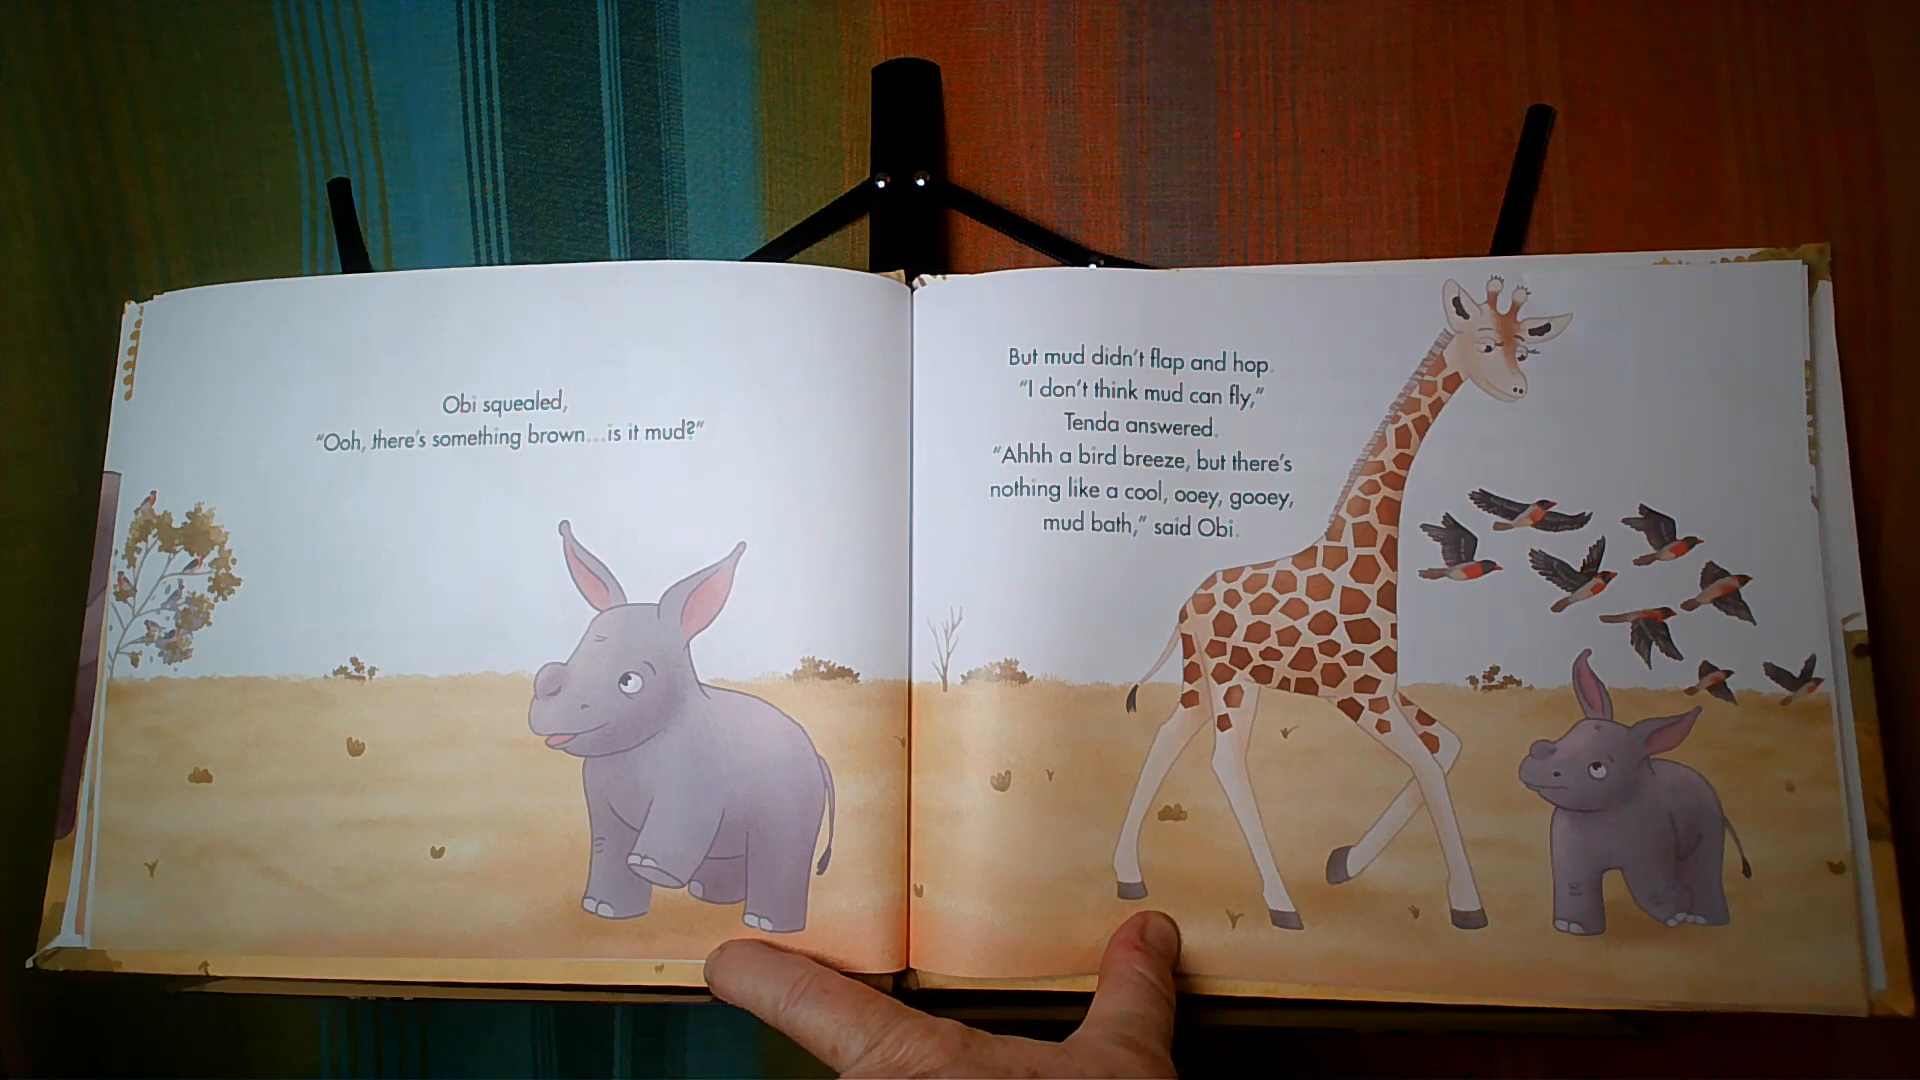 Obi squealed,
“Ooh, there’s something brown...is it mud?”
But mud didn’t flap and hop.
“I don’t think mud can fly,”
Tenda answered.
“Ahhh a bird breeze, but there’s
nothing like a cool, ooey, gooey,
mud bath,” said Obi.